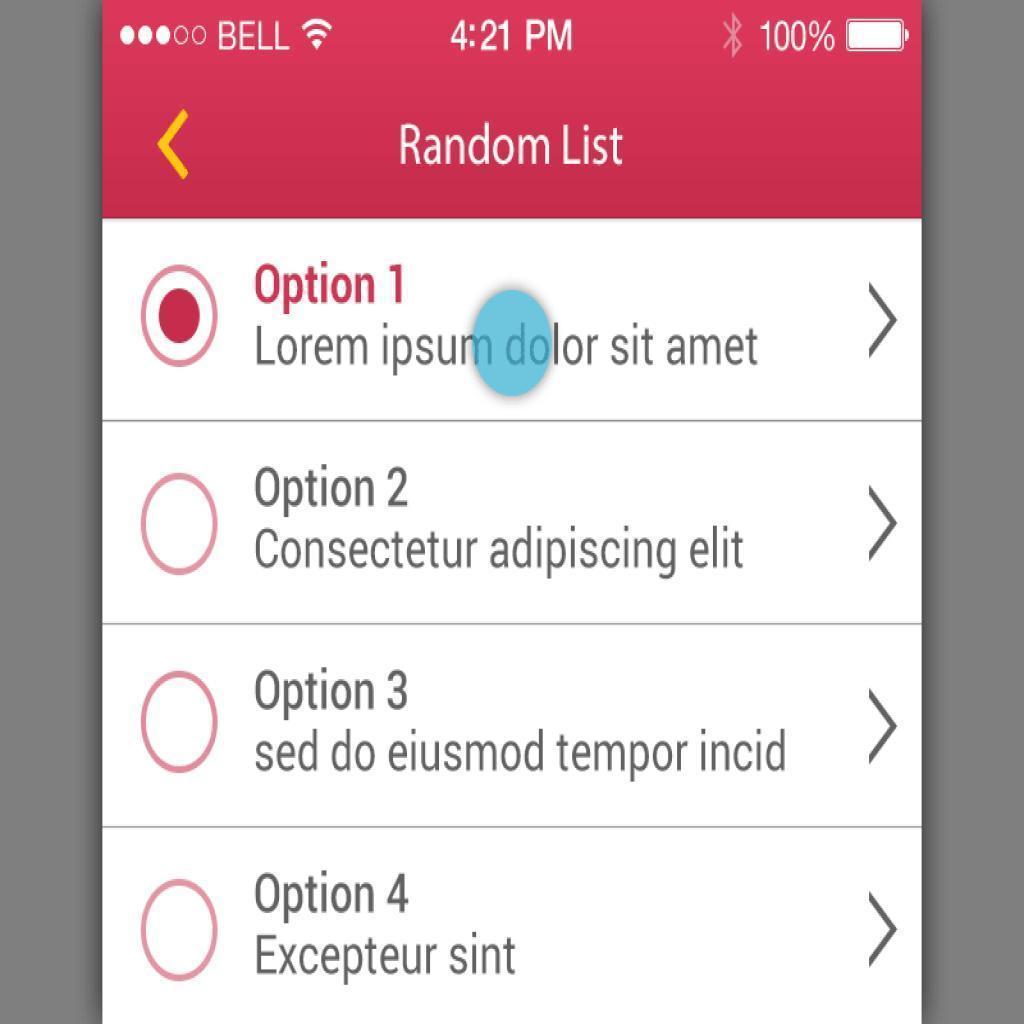 BELL 4:21 PM 100%
Random List
Option 1
Lorem ipsum dolor sit amet
Option 2
Consectetur adipiscing elit
Option 3
sed do eiusmod tempor incid
Option 4
Excepteur sint